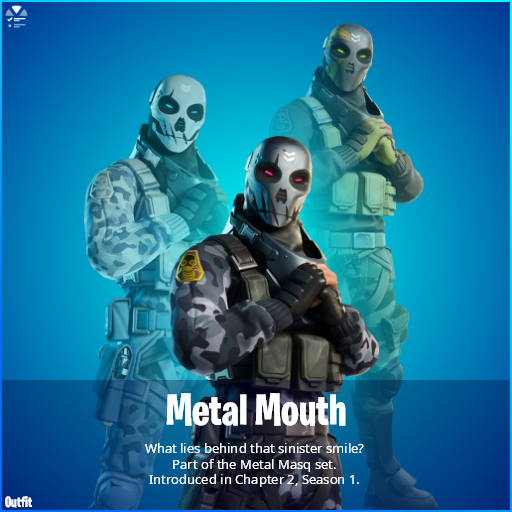 Metal Mouth
What lies behind that sinister smile?
Part of the Metal Masq set.
Introduced in Chapter 2, Season 1.
Outfit